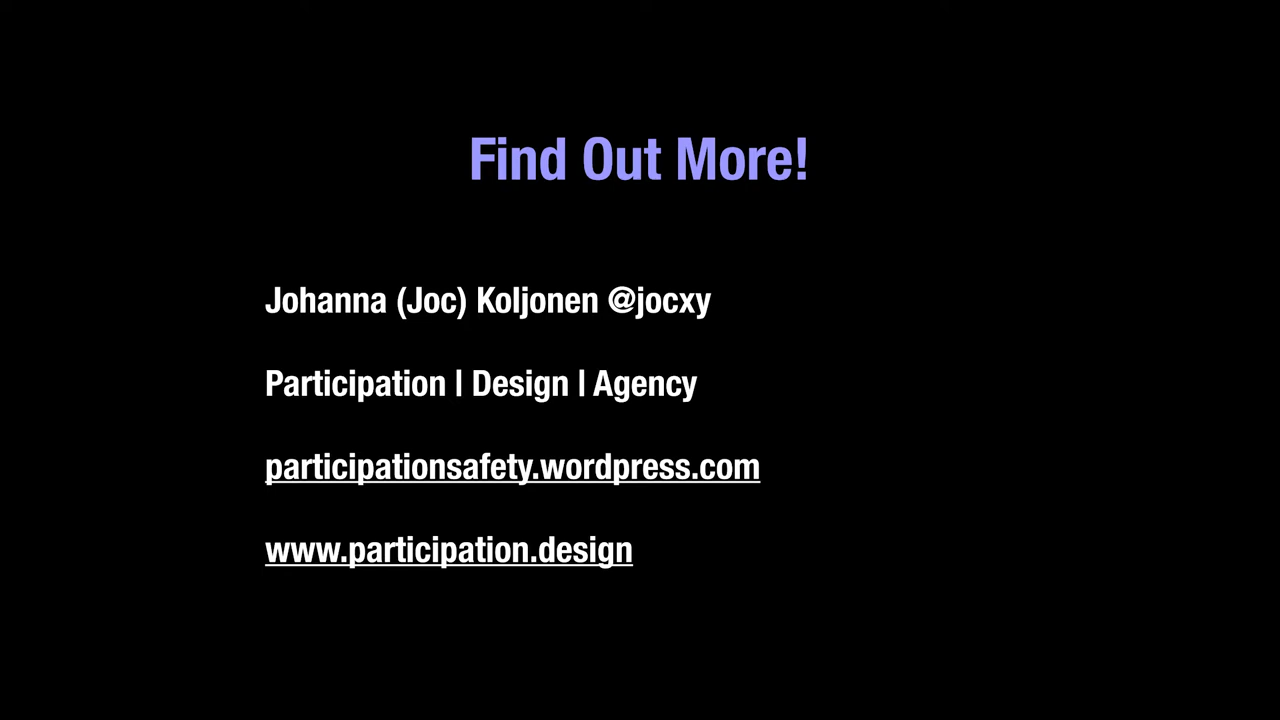 Find Out More!
Johanna (Joc) Koljonen @jocxy
Participation | Design | Agency
participationsafety.wordpress.com
www.participation.design